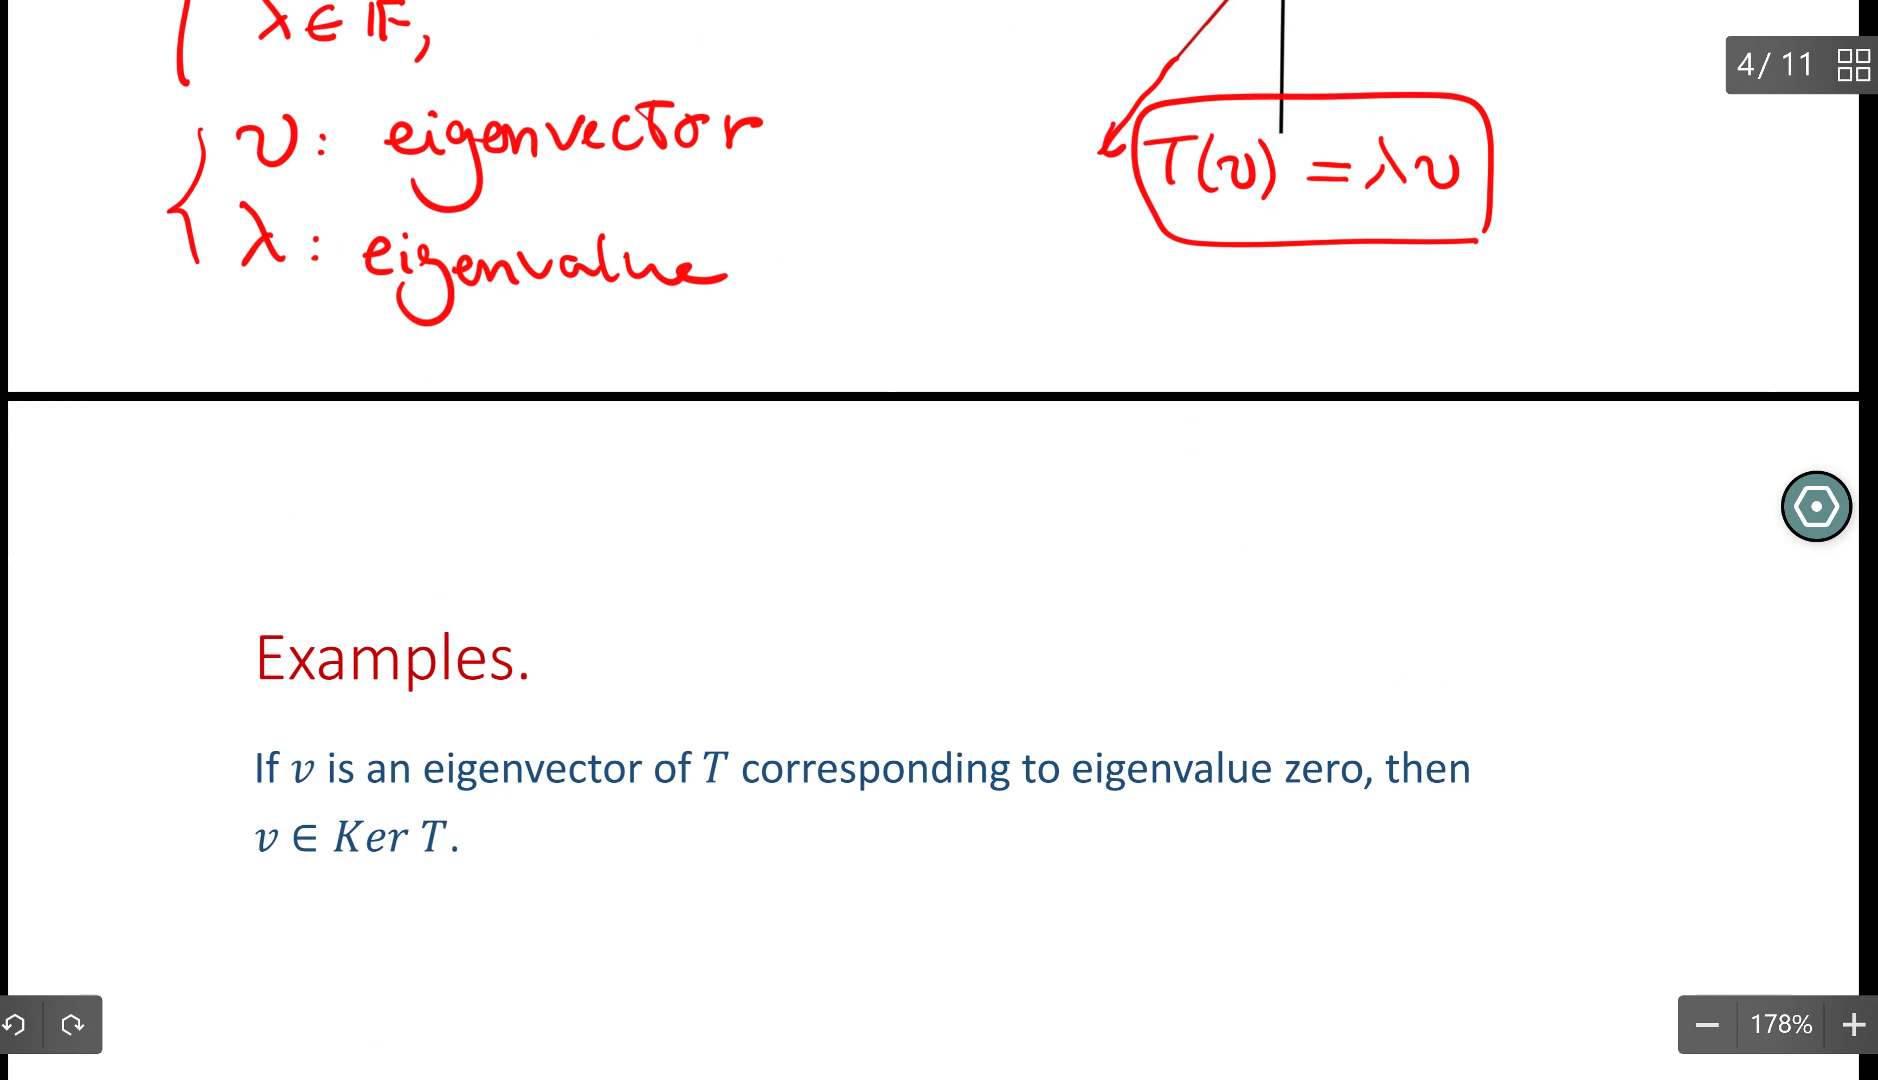 λ ∈ F,
v: eigenvector
λ: eigenvalue
T(v) = λv
4 / 11
Examples.
If v is an eigenvector of T corresponding to eigenvalue zero, then
v ∈ Ker T.
178%